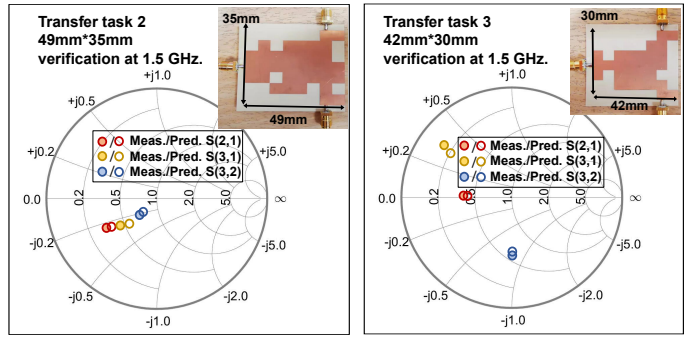 Transfer task 2
49mm*35mm
verification at 1.5 GHz.
35mm
49mm
+j1.0
+j0.5
+j0.2
+j5.0
/ Meas./Pred. S(2,1)
/ Meas./Pred. S(3,1)
/ Meas./Pred. S(3,2)
0.0
0.2
0.5
1.0
2.0
5.0
∞
-j0.2
-j5.0
-j0.5
-j2.0
-j1.0
Transfer task 3
42mm*30mm
verification at 1.5 GHz.
30mm
42mm
+j1.0
+j0.5
+j0.2
+j5.0
/ Meas./Pred. S(2,1)
/ Meas./Pred. S(3,1)
/ Meas./Pred. S(3,2)
0.0
0.2
0.5
1.0
2.0
5.0
∞
-j0.2
-j5.0
-j0.5
-j2.0
-j1.0